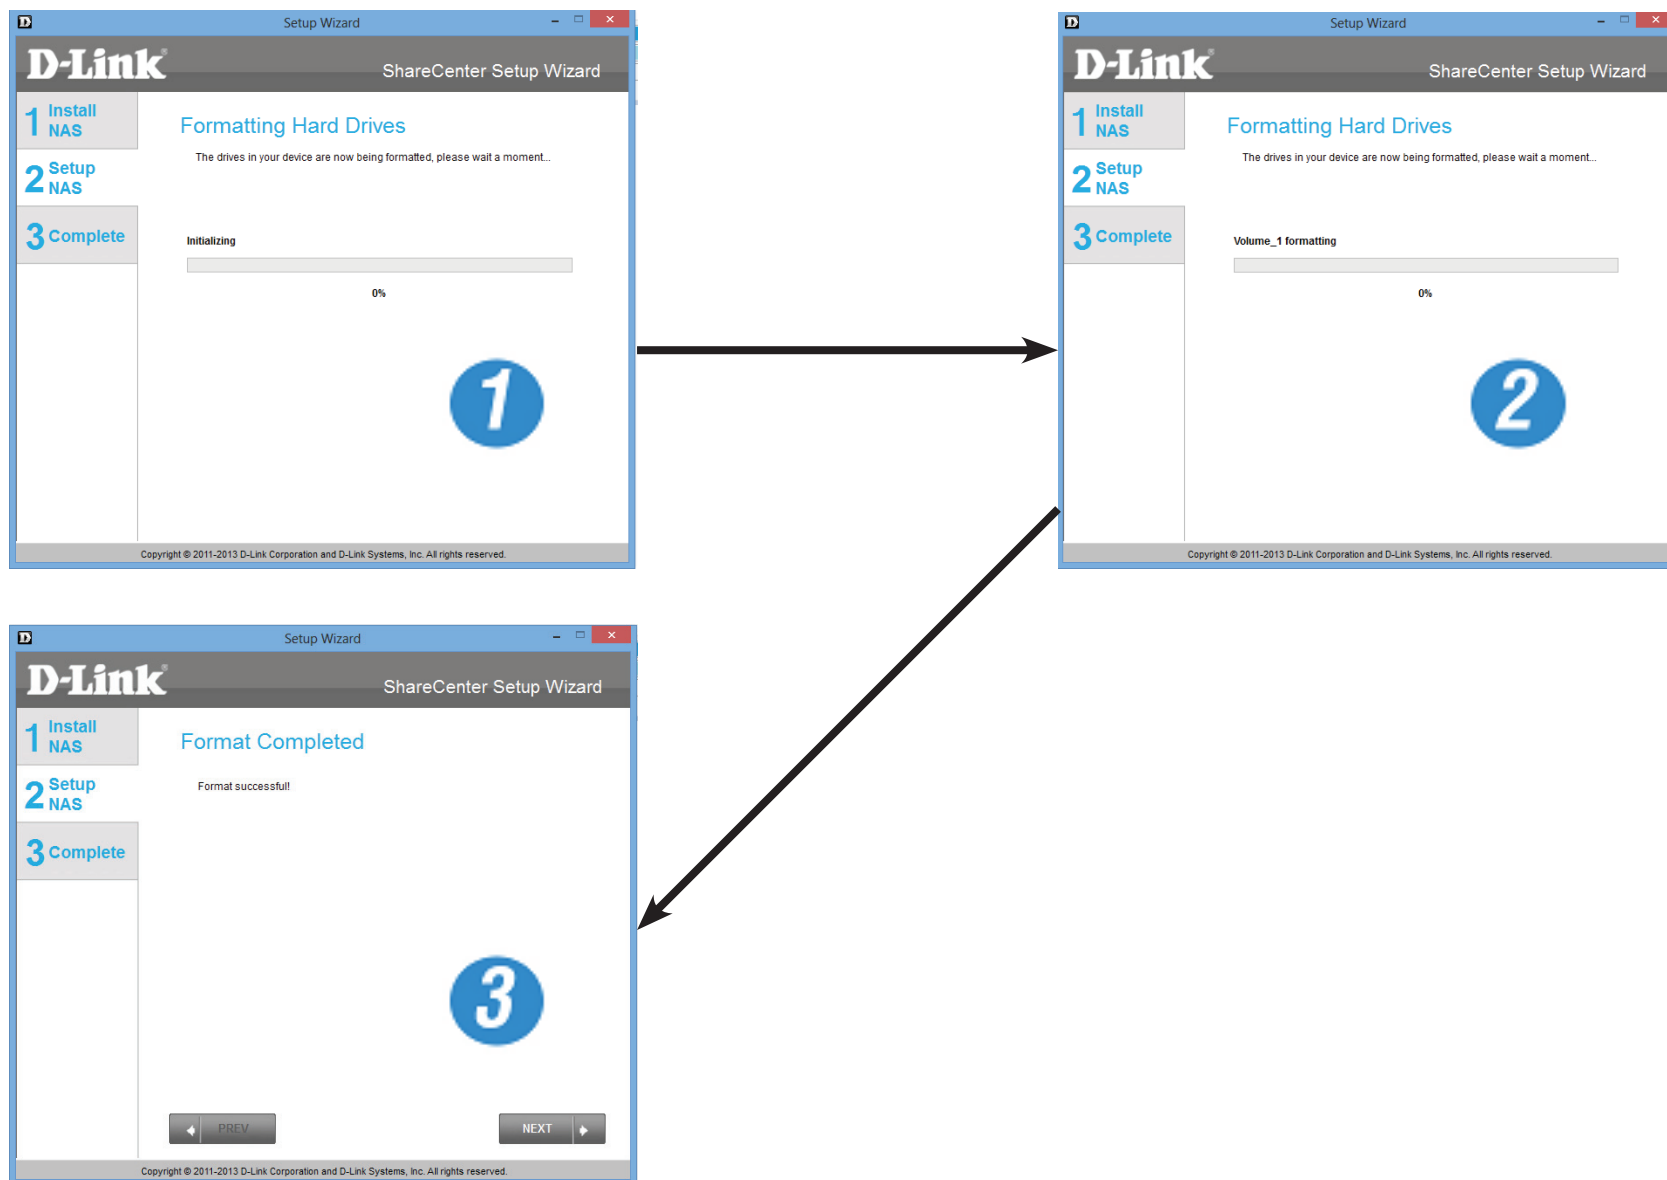 Setup Wizard
D-Link®
ShareCenter Setup Wizard
1 Install
NAS
2 Setup
NAS
3 Complete
Formatting Hard Drives
The drives in your device are now being formatted, please wait a moment...
Initializing
0%
1
Copyright © 2011-2013 D-Link Corporation and D-Link Systems, Inc. All rights reserved.
Setup Wizard
D-Link®
ShareCenter Setup Wizard
1 Install
NAS
2 Setup
NAS
3 Complete
Formatting Hard Drives
The drives in your device are now being formatted, please wait a moment...
Volume_1 formatting
0%
2
Copyright © 2011-2013 D-Link Corporation and D-Link Systems, Inc. All rights reserved.
Setup Wizard
D-Link®
ShareCenter Setup Wizard
1 Install
NAS
2 Setup
NAS
3 Complete
Format Completed
Format successful!
3
PREV
NEXT
Copyright © 2011-2013 D-Link Corporation and D-Link Systems, Inc. All rights reserved.